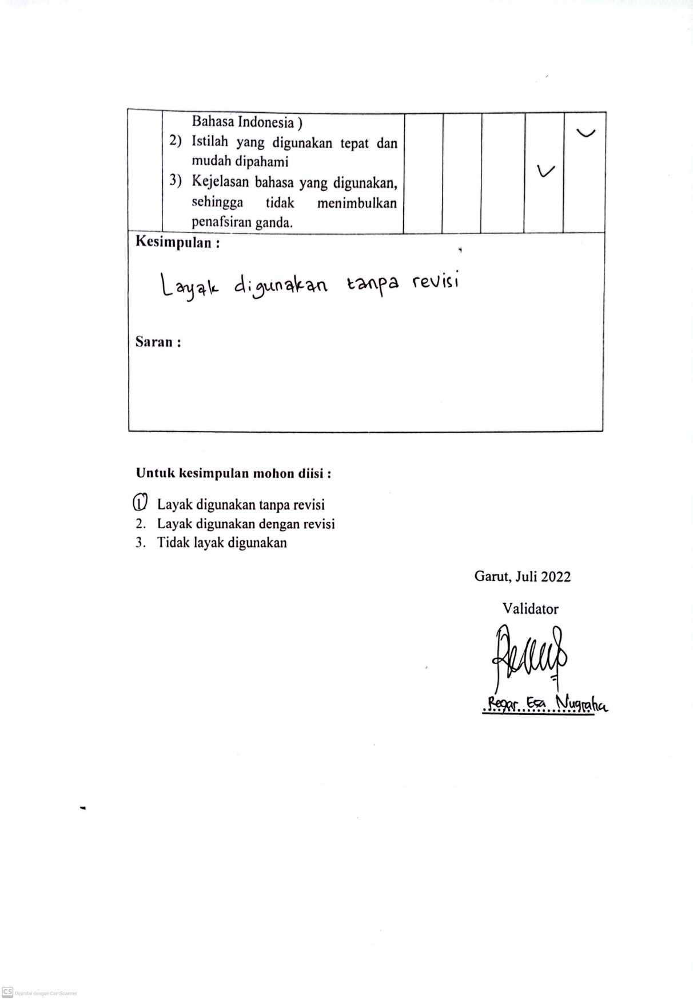 Bahasa Indonesia )
2) Istilah yang digunakan tepat dan
mudah dipahami
3) Kejelasan bahasa yang digunakan,
sehingga tidak menimbulkan
penafsiran ganda.
Kesimpulan :
Layak digunakan tanpa revisi
Saran :
Untuk kesimpulan mohon diisi :
1 Layak digunakan tanpa revisi
2. Layak digunakan dengan revisi
3. Tidak layak digunakan
Garut, Juli 2022
Validator
Regar Esa Nugraha
CS Dipindai dengan CamScanner